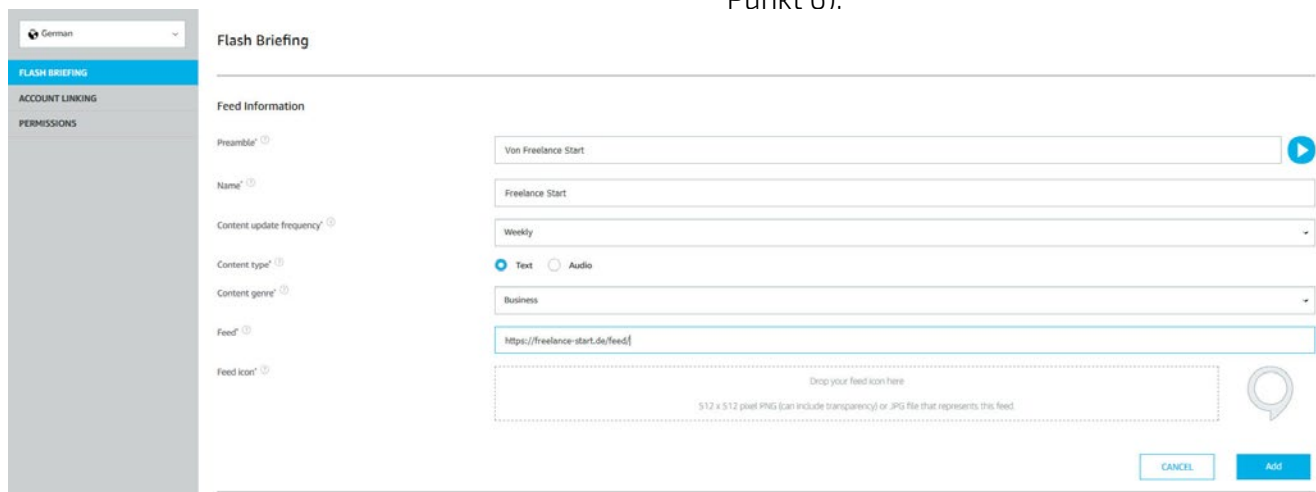 Punkt 6).
German
Flash Briefing
FLASH BRIEFING
ACCOUNT LINKING
PERMISSIONS
Feed Information
Preamble*
Von Freelance Start
Name*
Freelance Start
Content update frequency*
Weekly
Content type*
Text Audio
Content genre*
Business
Feed*
https://freelance-start.de/feed/
Feed icon*
Drop your feed icon here
512 x 512 pixel PNG (can include transparency) or JPG file that represents this feed.
CANCEL Add